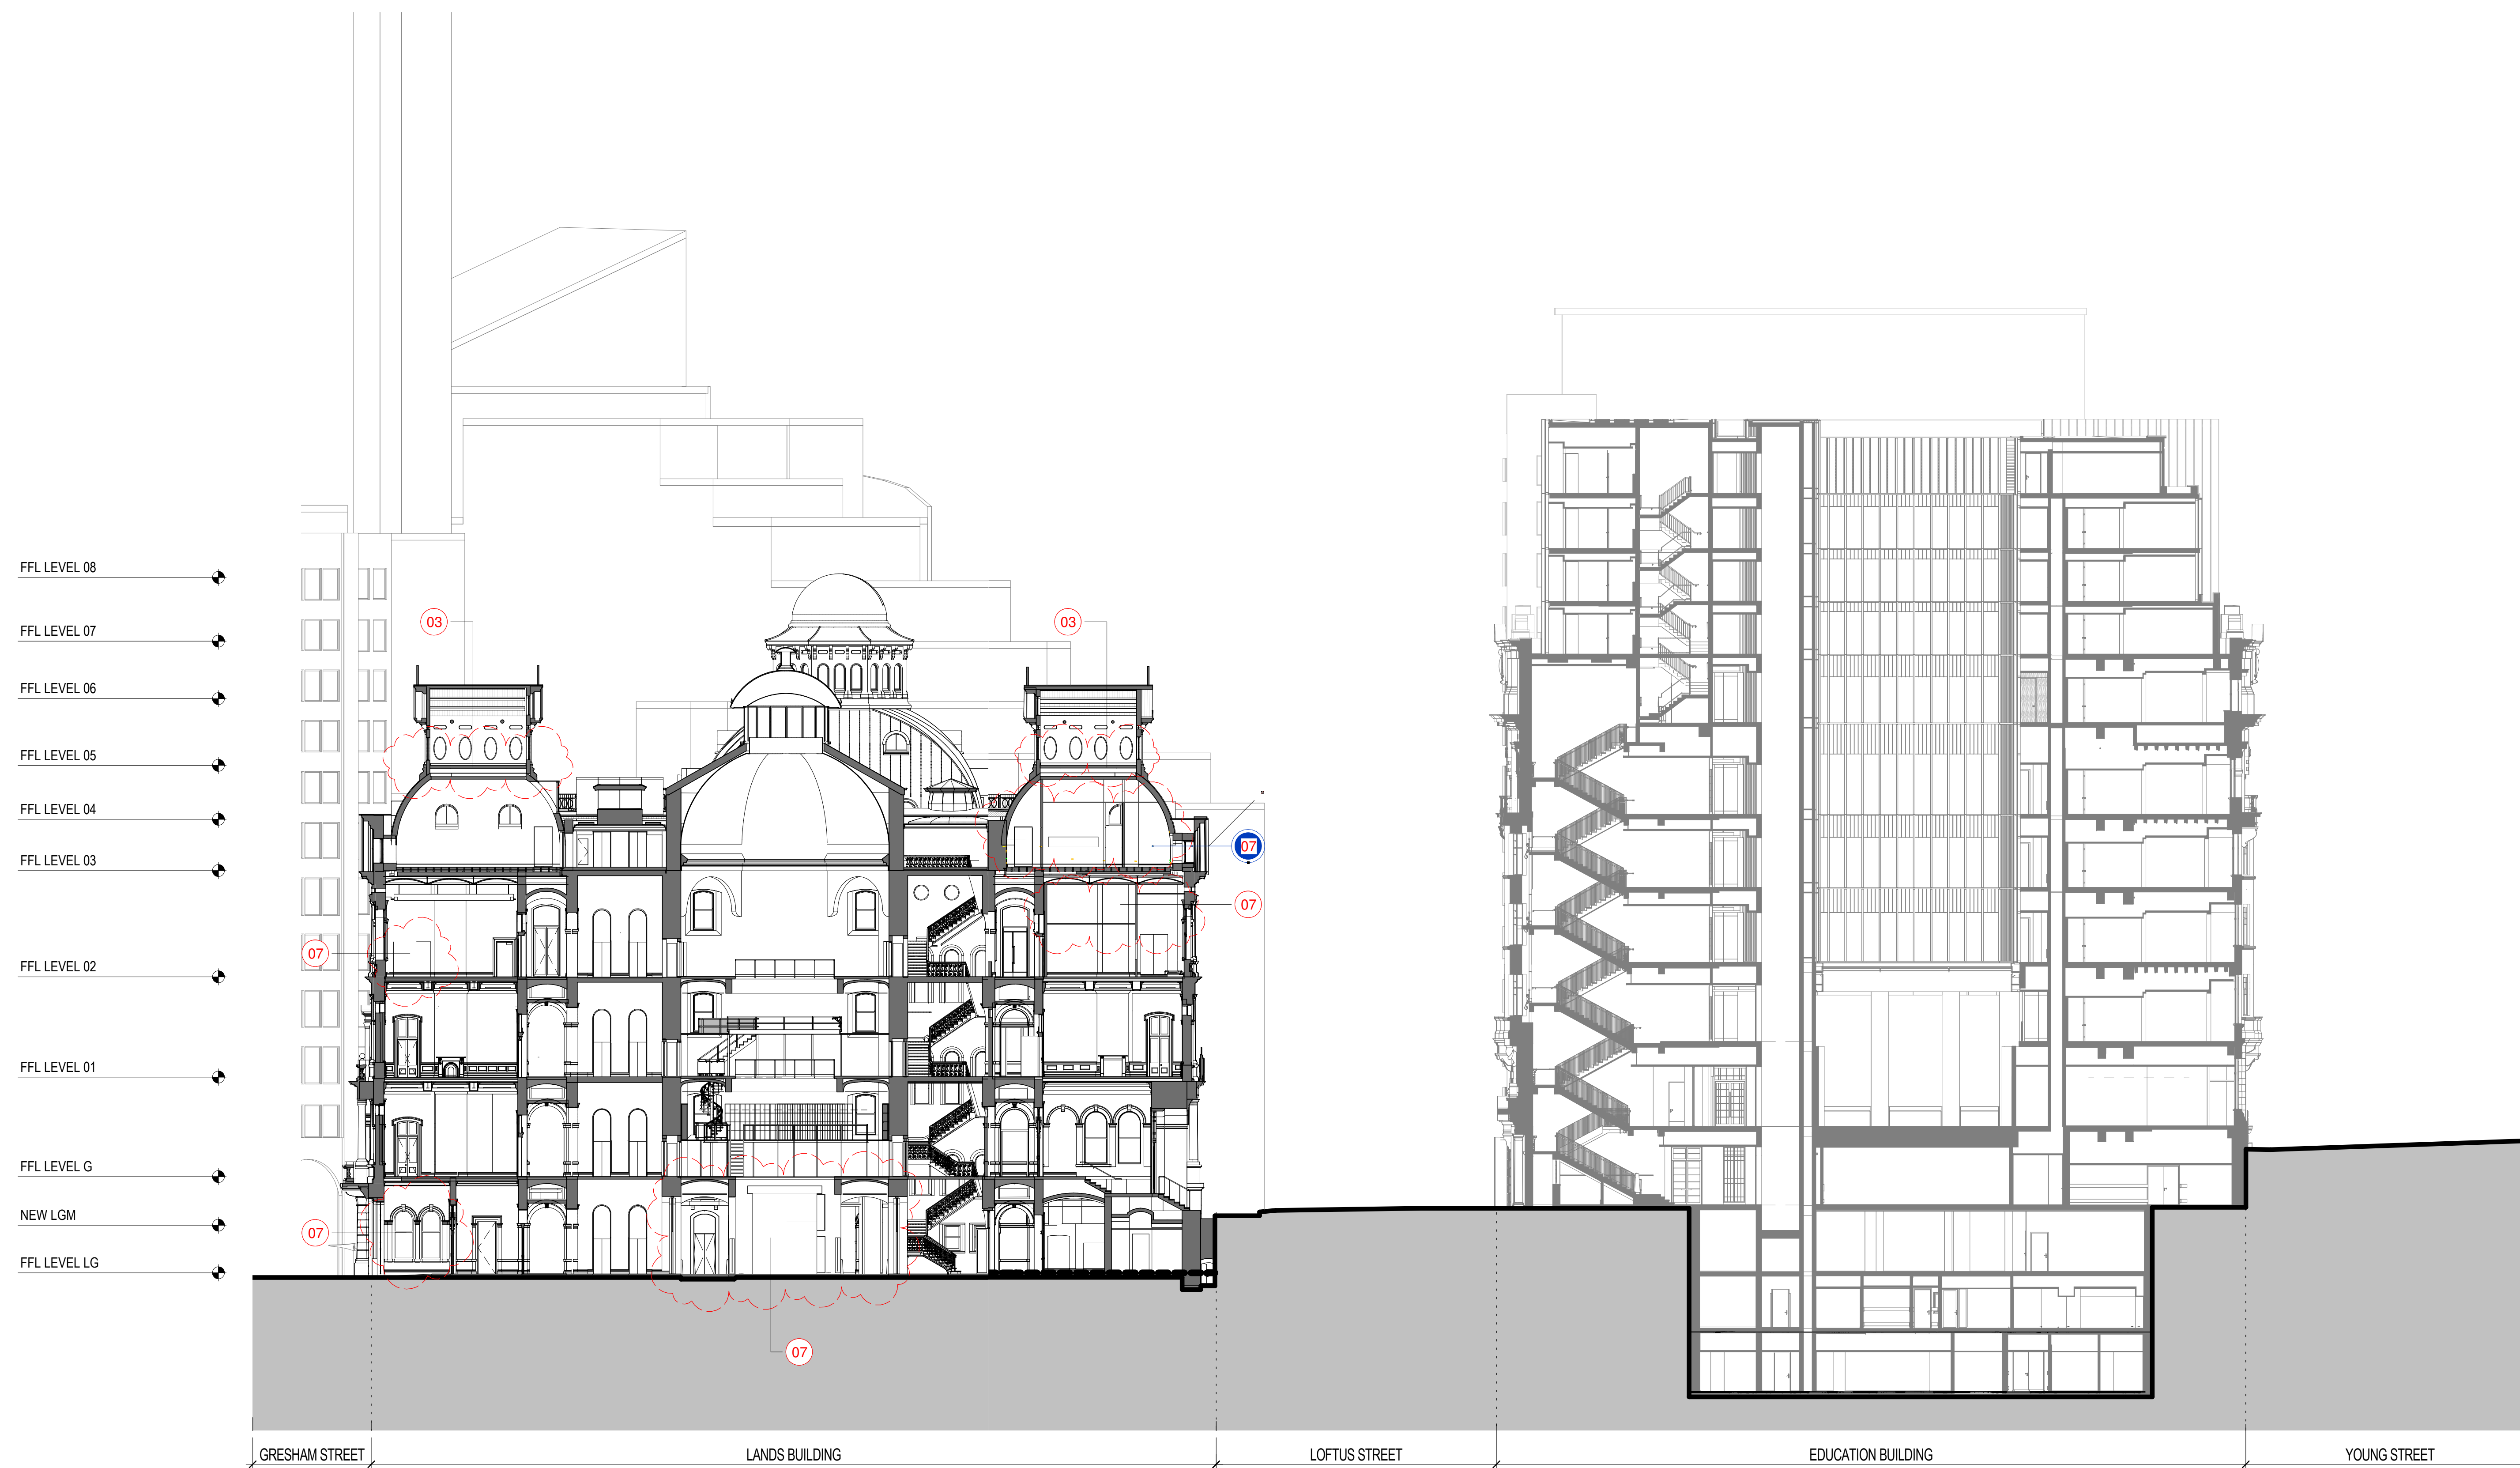 FFL LEVEL 08
03
03
FFL LEVEL 07
FFL LEVEL 06
FFL LEVEL 05
FFL LEVEL 04
07
FFL LEVEL 03
07
07
FFL LEVEL 02
FFL LEVEL 01
FFL LEVEL G
NEW LGM
07
FFL LEVEL LG
07
GRESHAM STREET
LANDS BUILDING
LOFTUS STREET
EDUCATION BUILDING
YOUNG STREET